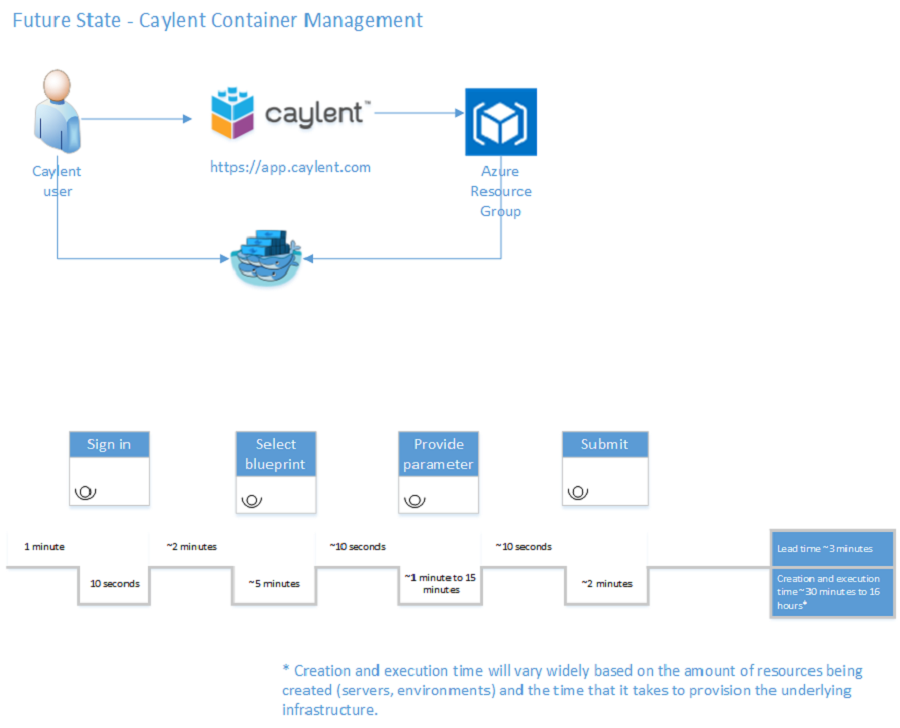 Future State - Caylent Container Management
caylent™
https://app.caylent.com
Caylent
user
Azure
Resource
Group
Sign in
Select
blueprint
Provide
parameter
Submit
1 minute
~2 minutes
~10 seconds
~10 seconds
10 seconds
~5 minutes
~1 minute to 15
minutes
~2 minutes
Lead time ~3 minutes
Creation and execution
time ~30 minutes to 16
hours*
* Creation and execution time will vary widely based on the amount of resources being
created (servers, environments) and the time that it takes to provision the underlying
infrastructure.